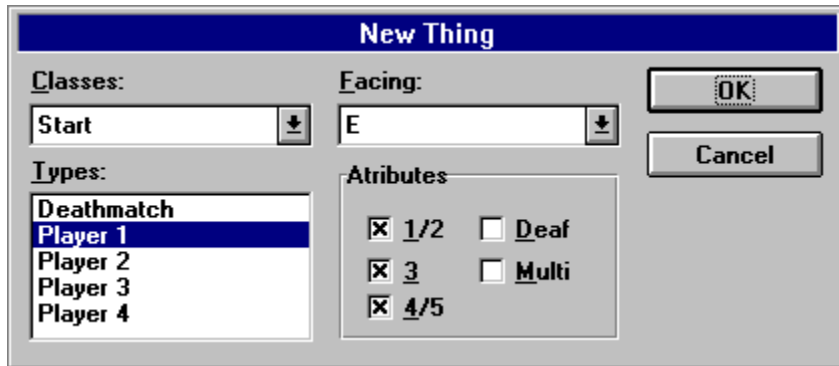 New Thing
Classes:
Start
Types:
Deathmatch
Player 1
Player 2
Player 3
Player 4
Facing:
E
Atributes
1/2
Deaf
3
Multi
4/5
OK
Cancel